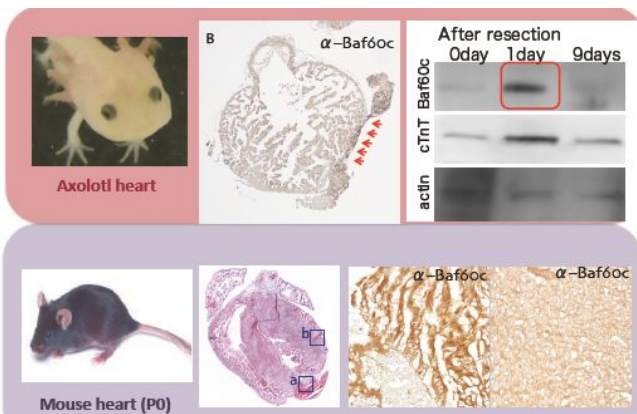 B
α-Baf60c
After resection
0day 1day 9days
Baf60c
cTnT
actin
Axolotl heart
α-Baf60c α-Baf60c
b
a
Mouse heart (P0)